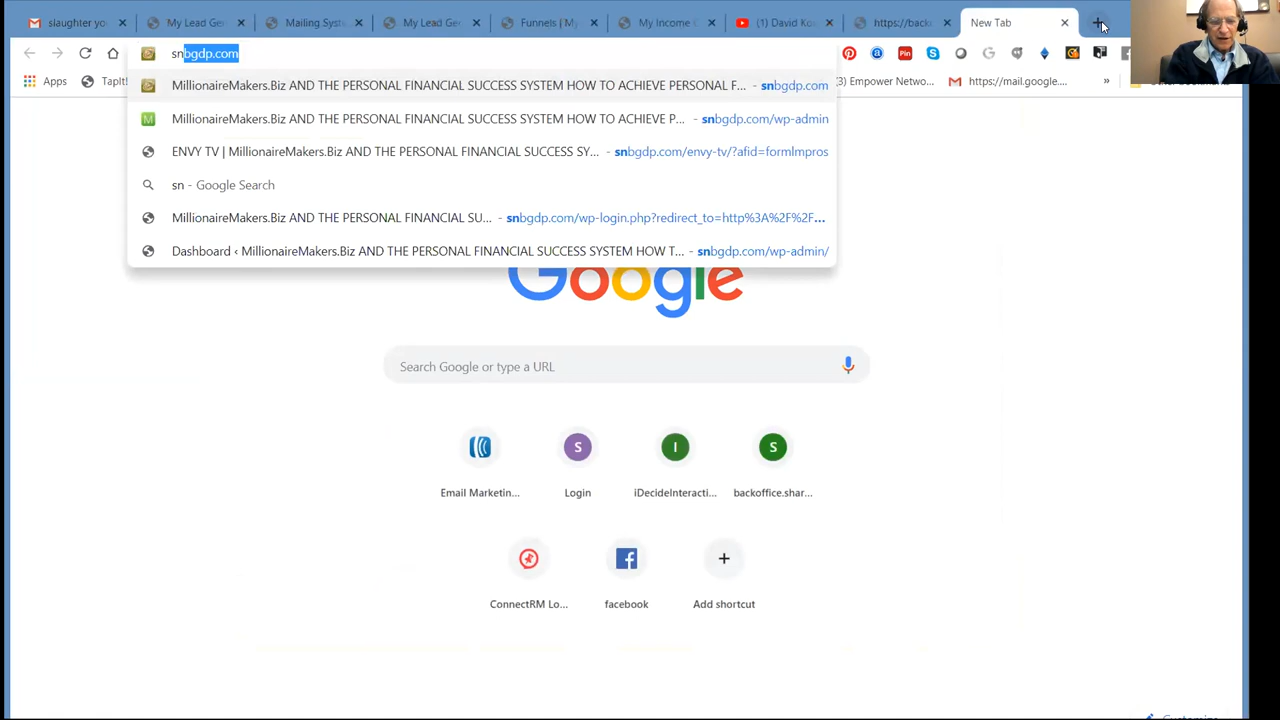 slaughter yo
My Lead Ge
Mailing Syst
My Lead Ge
Funnels | My
My Income
(1) David Ko
https://back
New Tab
snbgdp.com
MillionaireMakers.Biz AND THE PERSONAL FINANCIAL SUCCESS SYSTEM HOW TO ACHIEVE PERSONAL F... - snbgdp.com
MillionaireMakers.Biz AND THE PERSONAL FINANCIAL SUCCESS SYSTEM HOW TO ACHIEVE P... - snbgdp.com/wp-admin
ENVY TV | MillionaireMakers.Biz AND THE PERSONAL FINANCIAL SUCCESS SY... - snbgdp.com/envy-tv/?afid=formlmpros
sn - Google Search
MillionaireMakers.Biz AND THE PERSONAL FINANCIAL SU... - snbgdp.com/wp-login.php?redirect_to=http%3A%2F%2F...
Dashboard ‹ MillionaireMakers.Biz AND THE PERSONAL FINANCIAL SUCCESS SYSTEM HOW T... - snbgdp.com/wp-admin/
Apps
TapIt!
(3) Empower Netw...
https://mail.google....
»
Google
Search Google or type a URL
S
S
Email Marketin...
Login
iDecideInteracti...
backoffice.shar...
ConnectRM Lo...
facebook
Add shortcut